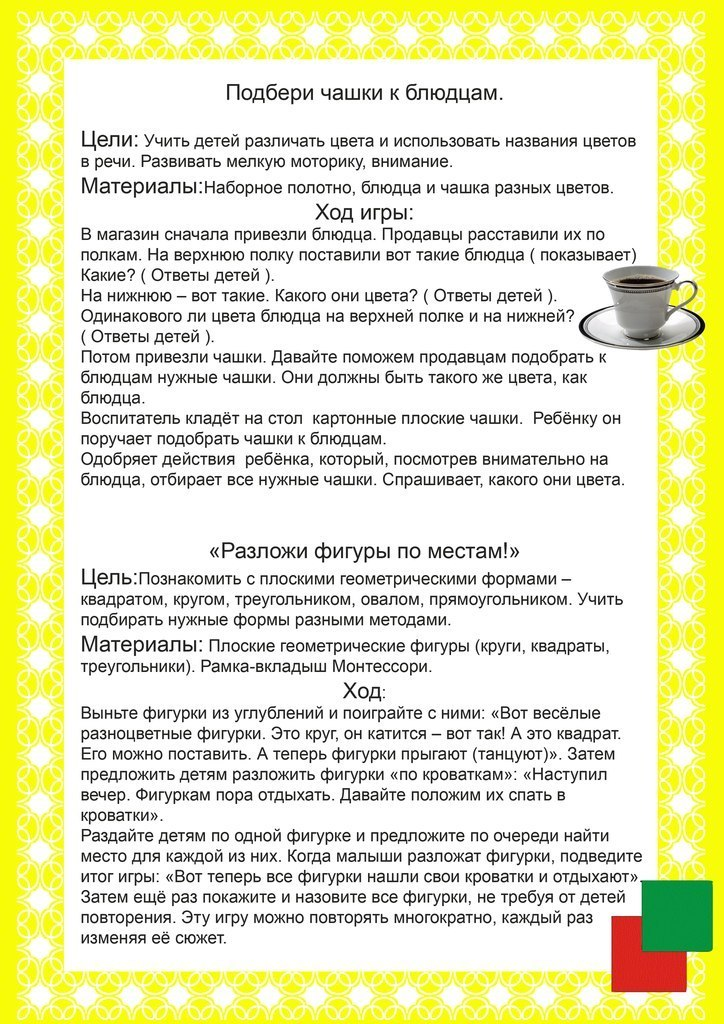 Подбери чашки к блюдцам.
Цели: Учить детей различать цвета и использовать названия цветов
в речи. Развивать мелкую моторику, внимание.
Материалы:Наборное полотно, блюдца и чашка разных цветов.
Ход игры:
В магазин сначала привезли блюдца. Продавцы расставили их по
полкам. На верхнюю полку поставили вот такие блюдца ( показывает)
Какие? ( Ответы детей ).
На нижнюю – вот такие. Какого они цвета? ( Ответы детей ).
Одинакового ли цвета блюдца на верхней полке и на нижней?
( Ответы детей ).
Потом привезли чашки. Давайте поможем продавцам подобрать к
блюдцам нужные чашки. Они должны быть такого же цвета, как
блюдца.
Воспитатель кладёт на стол  картонные плоские чашки.  Ребёнку он
поручает подобрать чашки к блюдцам.
Одобряет действия  ребёнка, который, посмотрев внимательно на
блюдца, отбирает все нужные чашки. Спрашивает, какого они цвета.
«Разложи фигуры по местам!»
Цель:Познакомить с плоскими геометрическими формами –
квадратом, кругом, треугольником, овалом, прямоугольником. Учить
подбирать нужные формы разными методами.
Материалы: Плоские геометрические фигуры (круги, квадраты,
треугольники). Рамка-вкладыш Монтессори.
Ход:
Выньте фигурки из углублений и поиграйте с ними: «Вот весёлые
разноцветные фигурки. Это круг, он катится – вот так! А это квадрат.
Его можно поставить. А теперь фигурки прыгают (танцуют)». Затем
предложить детям разложить фигурки «по кроваткам»: «Наступил
вечер. Фигуркам пора отдыхать. Давайте положим их спать в
кроватки».
Раздайте детям по одной фигурке и предложите по очереди найти
место для каждой из них. Когда малыши разложат фигурки, подведите
итог игры: «Вот теперь все фигурки нашли свои кроватки и отдыхают».
Затем ещё раз покажите и назовите все фигурки, не требуя от детей
повторения. Эту игру можно повторять многократно, каждый раз
изменяя её сюжет.